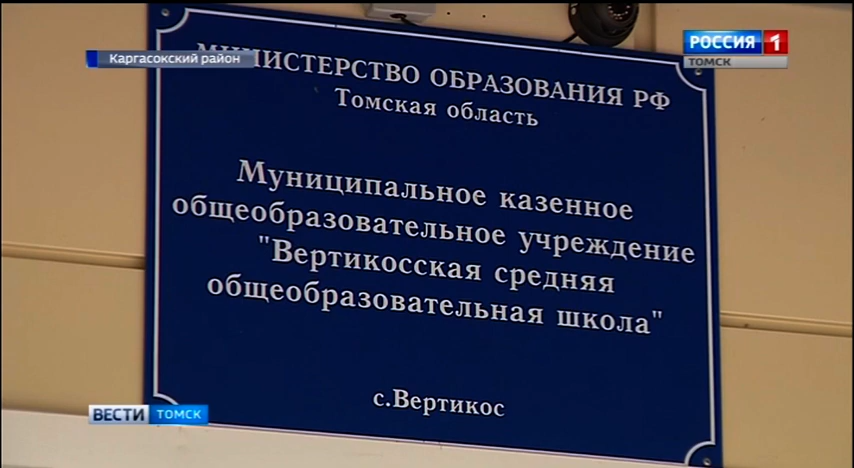 Каргасокский район
РОССИЯ 1
ТОМСК
МИНИСТЕРСТВО ОБРАЗОВАНИЯ РФ
Томская область
Муниципальное казенное
общеобразовательное учреждение
"Вертикосская средняя
общеобразовательная школа"
с.Вертикос
ВЕСТИ ТОМСК